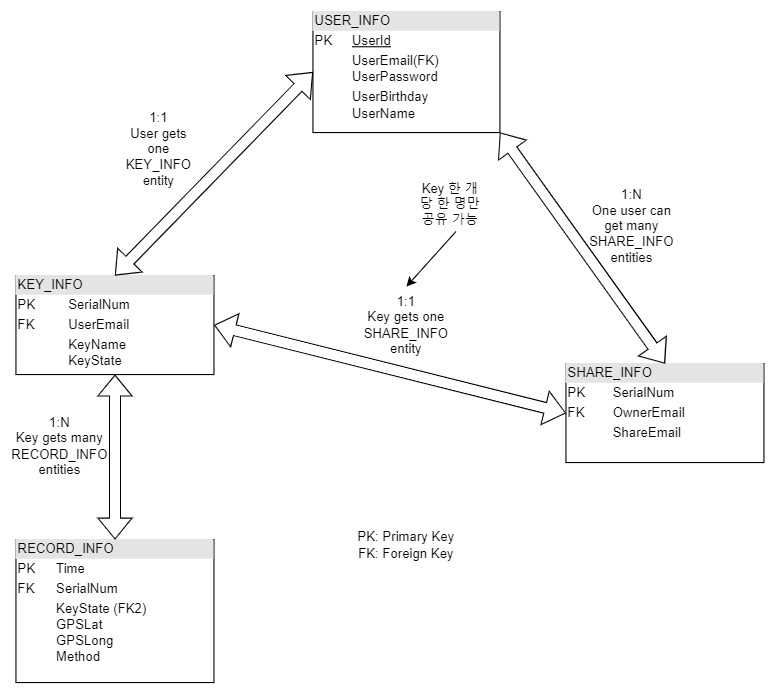 USER_INFO
PK UserId
UserEmail(FK)
UserPassword
UserBirthday
UserName
1:1
User gets
one
KEY_INFO
entity
Key 한 개
당 한 명만
공유 가능
1:N
One user can
get many
SHARE_INFO
entities
KEY_INFO
PK SerialNum
FK UserEmail
KeyName
KeyState
1:1
Key gets one
SHARE_INFO
entity
SHARE_INFO
PK SerialNum
FK OwnerEmail
ShareEmail
1:N
Key gets many
RECORD_INFO
entities
RECORD_INFO
PK Time
FK SerialNum
KeyState (FK2)
GPSLat
GPSLong
Method
PK: Primary Key
FK: Foreign Key